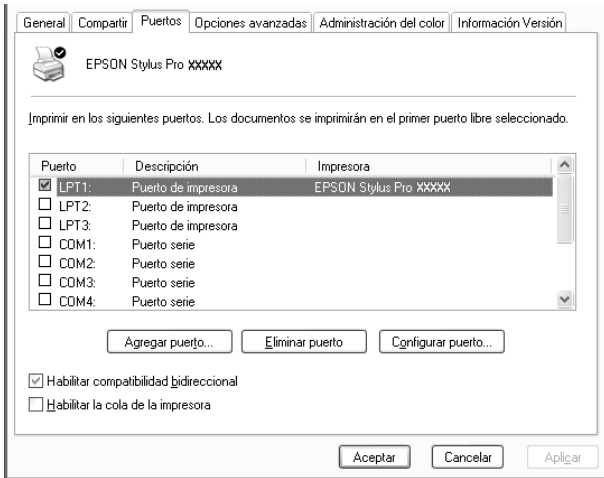 General Compartir Puertos Opciones avanzadas Administración del color Información Versión
EPSON Stylus Pro XXXXX
Imprimir en los siguientes puertos. Los documentos se imprimirán en el primer puerto libre seleccionado.
Puerto Descripción Impresora
LPT1: Puerto de impresora EPSON Stylus Pro XXXXX
LPT2: Puerto de impresora
LPT3: Puerto de impresora
COM1: Puerto serie
COM2: Puerto serie
COM3: Puerto serie
COM4: Puerto serie
Agregar puerto... Eliminar puerto Configurar puerto...
Habilitar compatibilidad bidireccional
Habilitar la cola de la impresora
Aceptar Cancelar Aplicar